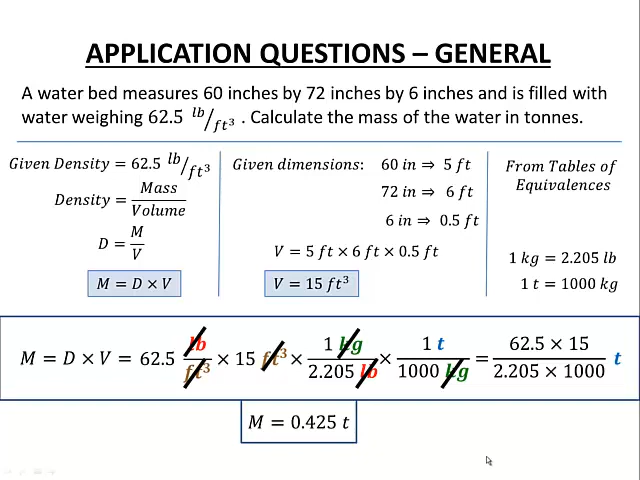 APPLICATION QUESTIONS – GENERAL
A water bed measures 60 inches by 72 inches by 6 inches and is filled with
water weighing 62.5 lb/ft³ . Calculate the mass of the water in tonnes.
Given Density = 62.5 lb/ft³
Density = Mass/Volume
D = M/V
M = D × V
Given dimensions: 60 in ⇒ 5 ft
72 in ⇒ 6 ft
6 in ⇒ 0.5 ft
V = 5 ft × 6 ft × 0.5 ft
V = 15 ft³
From Tables of
Equivalences
1 kg = 2.205 lb
1 t = 1000 kg
M = D × V = 62.5 lb/ft³ × 15 ft³ × 1 kg/2.205 lb × 1 t/1000 kg = 62.5 × 15/2.205 × 1000 t
M = 0.425 t